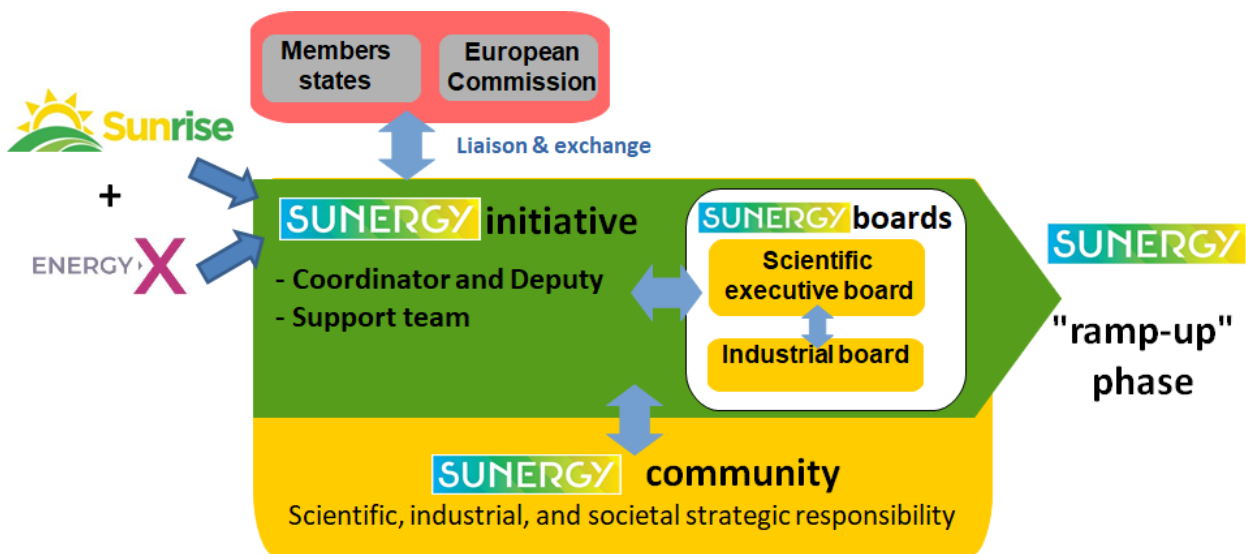 Members
states
European
Commission
Sunrise
Liaison & exchange
+
SUNERGY initiative
SUNERGY boards
SUNERGY
ENERGY X
- Coordinator and Deputy
- Support team
Scientific
executive board
Industrial board
"ramp-up"
phase
SUNERGY community
Scientific, industrial, and societal strategic responsibility